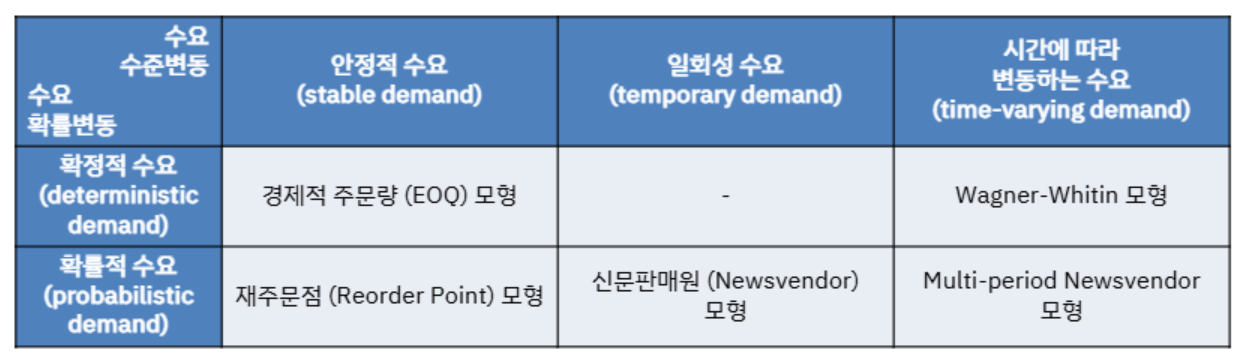 수요
수준변동
수요
확률변동
안정적 수요
(stable demand)
일회성 수요
(temporary demand)
시간에 따라
변동하는 수요
(time-varying demand)
확정적 수요
(deterministic
demand)
경제적 주문량 (EOQ) 모형
-
Wagner-Whitin 모형
확률적 수요
(probabilistic
demand)
재주문점 (Reorder Point) 모형
신문판매원 (Newsvendor)
모형
Multi-period Newsvendor
모형